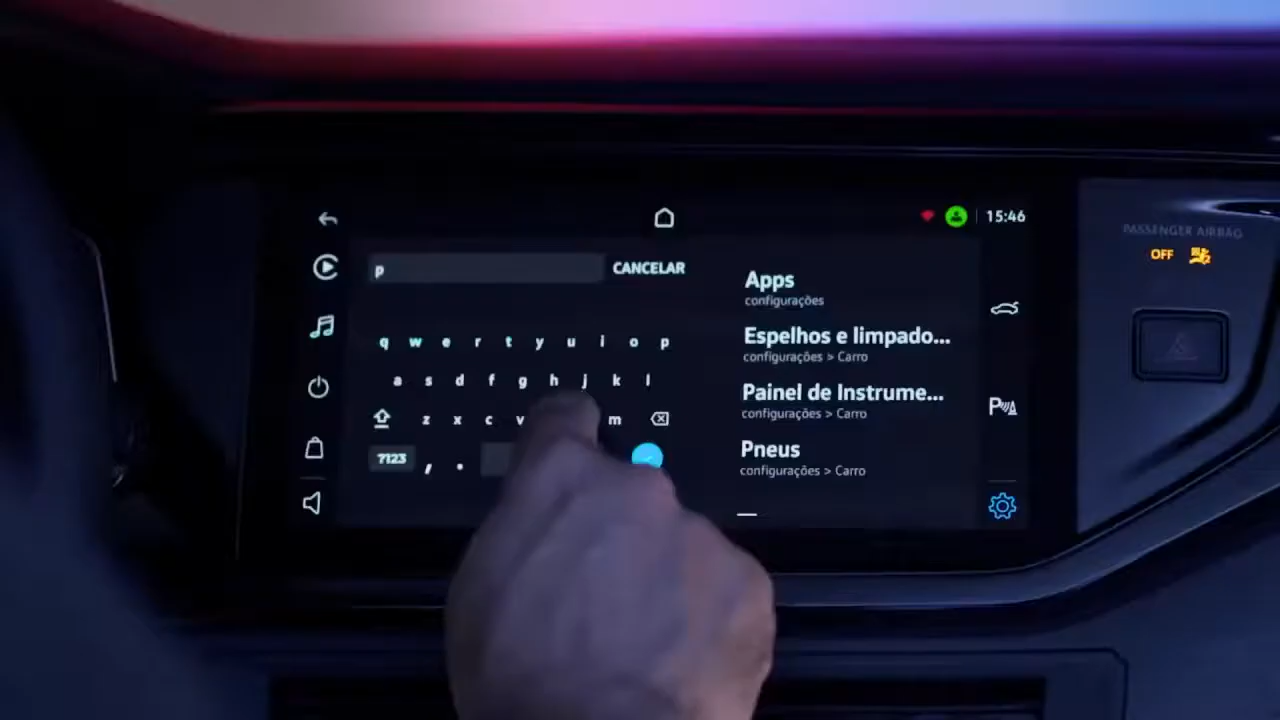 15:46
PASSENGER AIRBAG
OFF
p
CANCELAR
q w e r t y u i o p
a s d f g h j k l
z x c v m
?123 , .
Apps
configurações
Espelhos e limpado...
configurações > Carro
Painel de Instrume...
configurações > Carro
Pneus
configurações > Carro
P